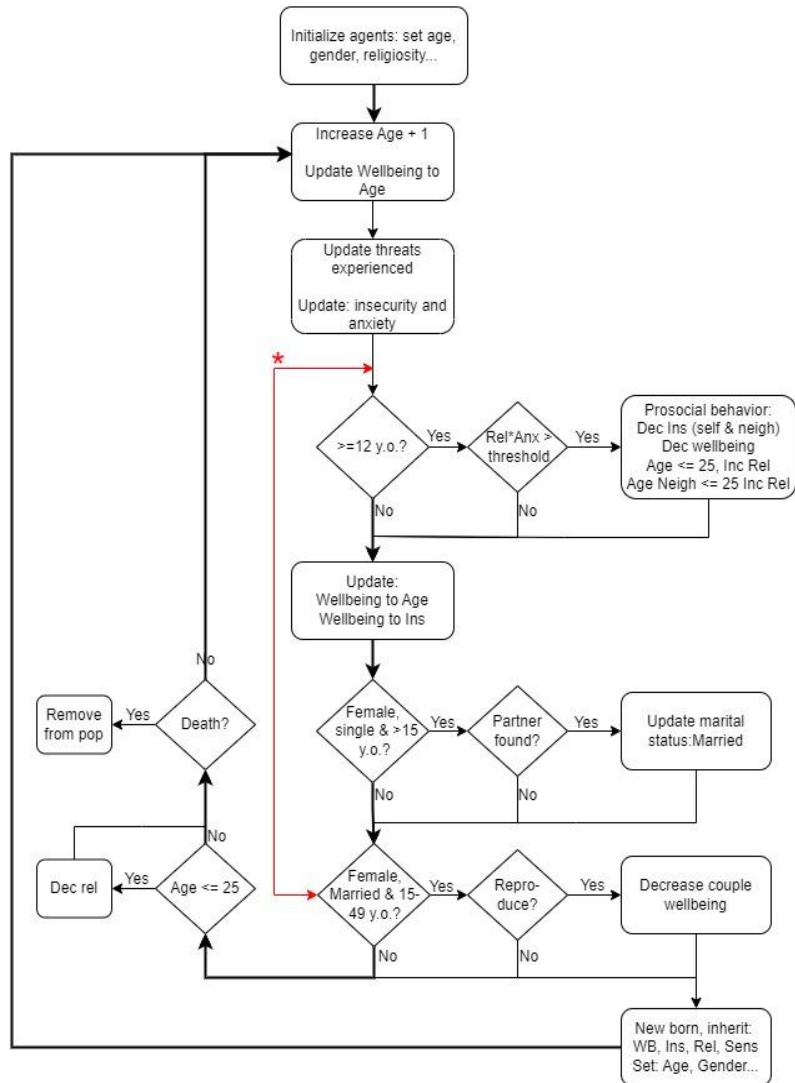 Initialize agents: set age,
gender, religiosity...
Increase Age + 1
Update Wellbeing to
Age
Update threats
experienced
Update: insecurity and
anxiety
*
>=12 y.o.?
Yes
No
Rel*Anx >
threshold
Yes
No
Prosocial behavior:
Dec Ins (self & neigh)
Dec wellbeing
Age <= 25, Inc Rel
Age Neigh <= 25 Inc Rel
Update:
Wellbeing to Age
Wellbeing to Ins
Female,
single & >15
y.o.?
Yes
No
Partner
found?
Yes
No
Update marital
status:Married
Female,
Married & 15-
49 y.o.?
Yes
No
Repro-
duce?
Yes
No
Decrease couple
wellbeing
New born, inherit:
WB, Ins, Rel, Sens
Set: Age, Gender...
Age <= 25
Yes
No
Dec rel
Death?
Yes
No
Remove
from pop